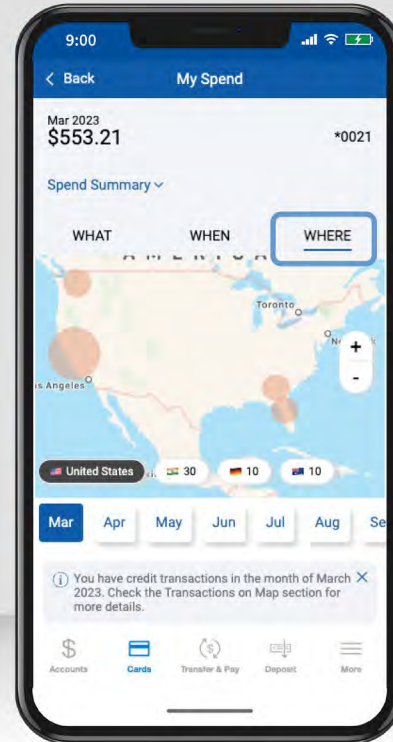 9:00
Back
My Spend
Mar 2023
$553.21
*0021
Spend Summary
WHAT
WHEN
WHERE
Toronto
+
-
United States
30
10
10
Mar
Apr
May
Jun
Jul
Aug
Se
You have credit transactions in the month of March
2023. Check the Transactions on Map section for
more details.
Accounts
Cards
Transfer & Pay
Deposit
More